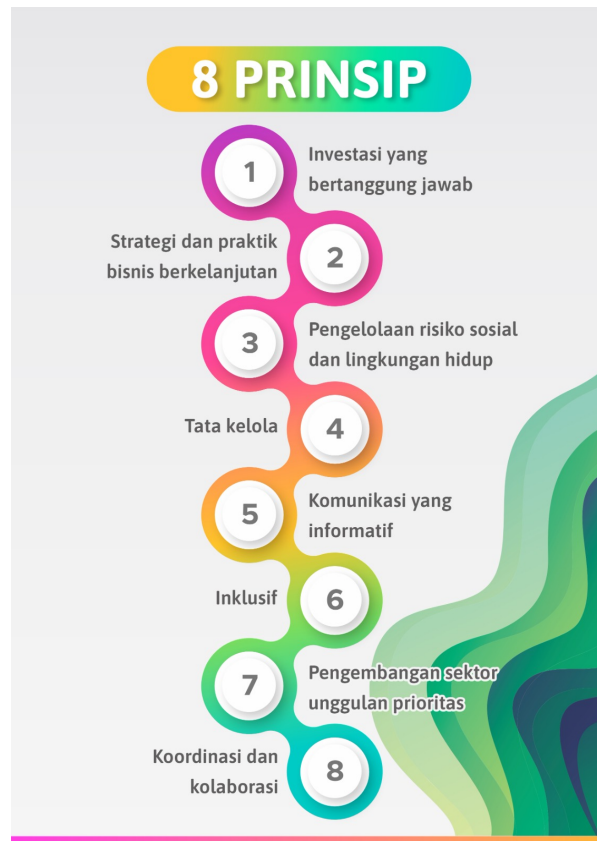 8 PRINSIP
1
Investasi yang
bertanggung jawab
Strategi dan praktik
bisnis berkelanjutan
2
3
Pengelolaan risiko sosial
dan lingkungan hidup
Tata kelola
4
5
Komunikasi yang
informatif
Inklusif
6
7
Pengembangan sektor
unggulan prioritas
Koordinasi dan
kolaborasi
8